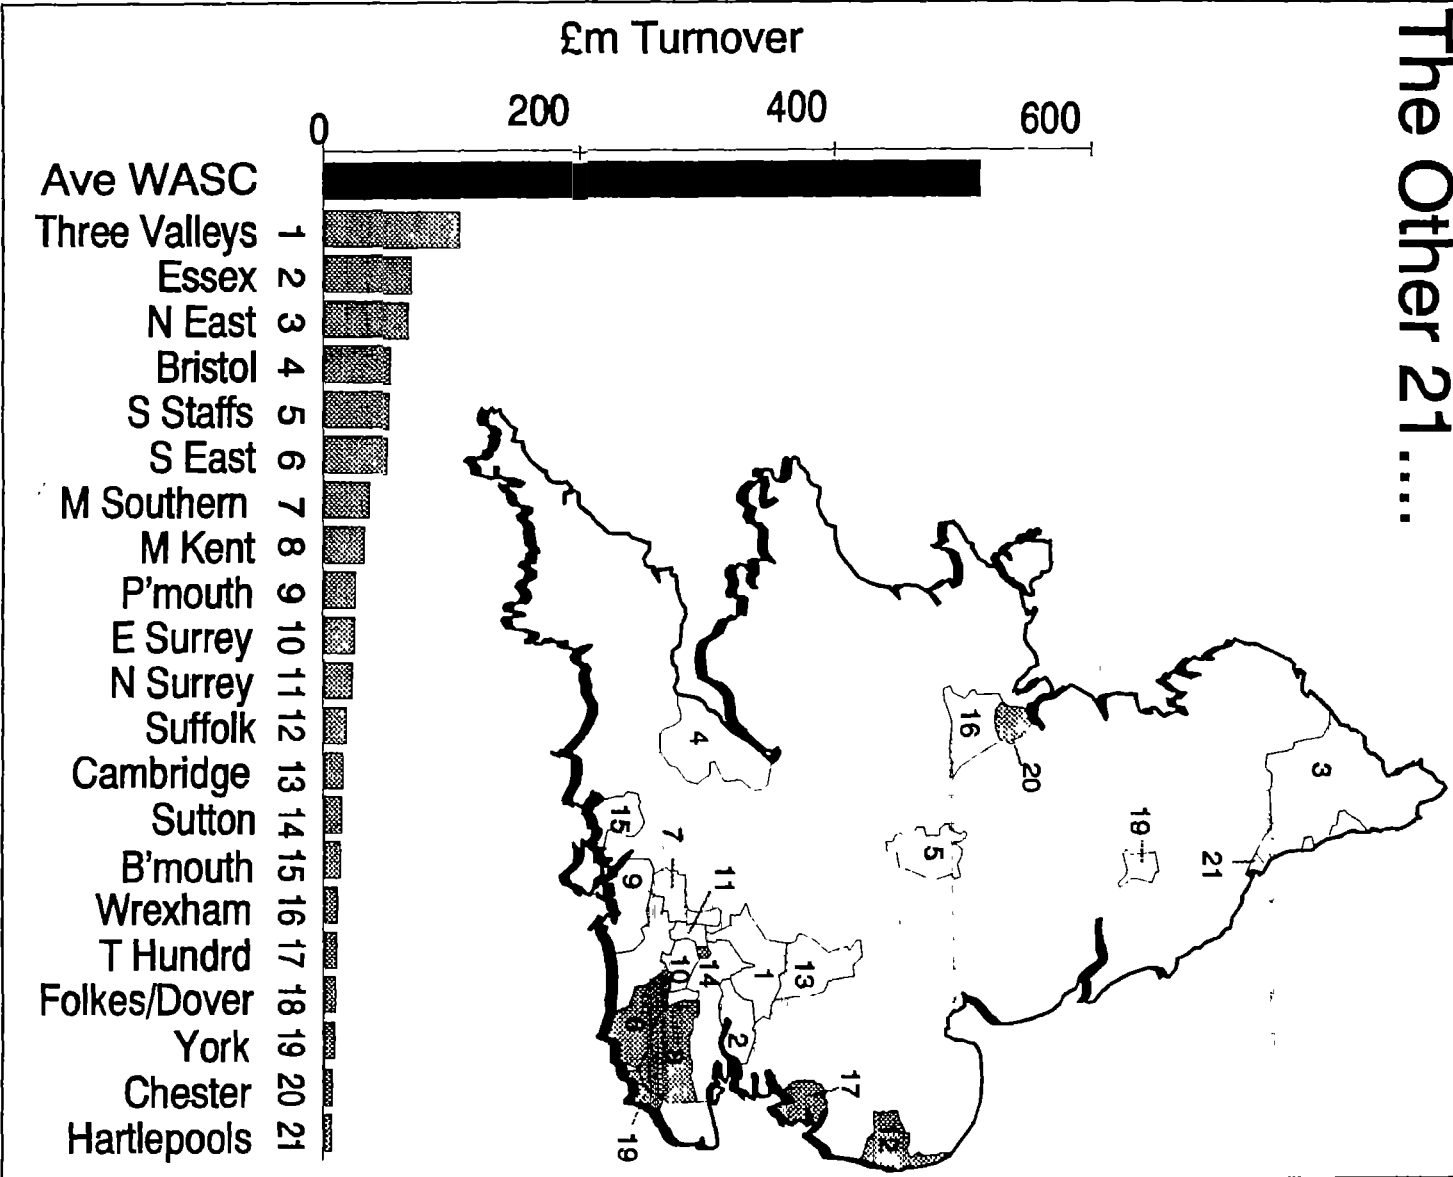 The Other 21....
£m Turnover
0 200 400 600
Ave WASC
Three Valleys 1
Essex 2
N East 3
Bristol 4
S Staffs 5
S East 6
M Southern 7
M Kent 8
P'mouth 9
E Surrey 10
N Surrey 11
Suffolk 12
Cambridge 13
Sutton 14
B'mouth 15
Wrexham 16
T Hundrd 17
Folkes/Dover 18
York 19
Chester 20
Hartlepools 21
16
20
3
4
15
7
5
19
21
9
11
10
14
1
13
6
8
2
17
12
19